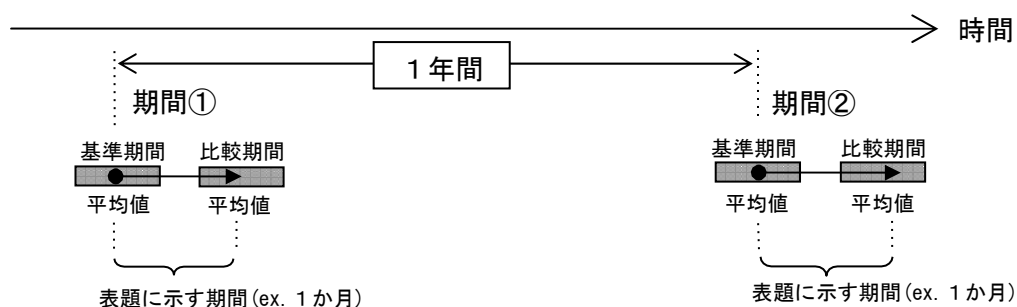 時間
１年間
期間①
期間②
基準期間 比較期間
基準期間 比較期間
平均値 平均値
平均値 平均値
表題に示す期間(ex. １か月)
表題に示す期間(ex. １か月)